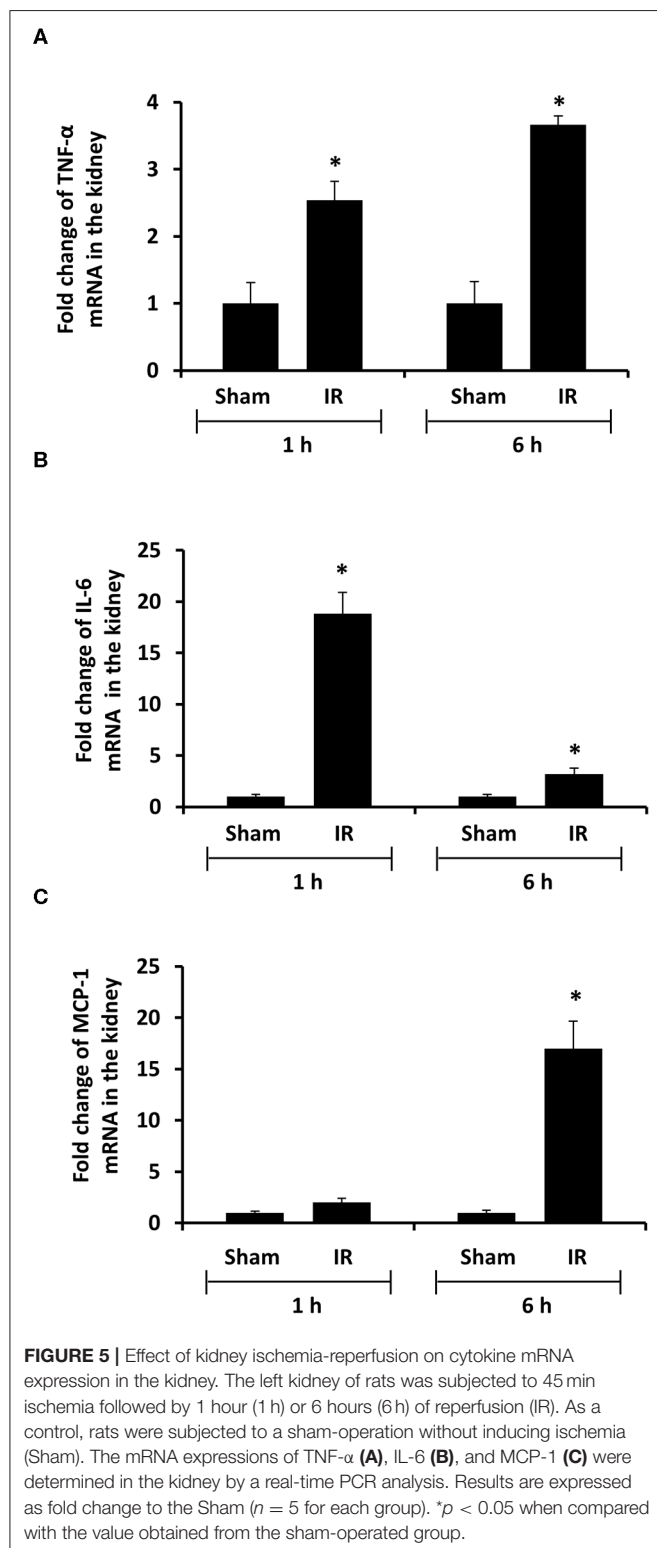 A
Fold change of TNF-α
mRNA in the kidney
4
3
2
1
0
*
*
Sham IR Sham IR
1 h 6 h
B
Fold change of IL-6
mRNA in the kidney
25
20
15
10
5
0
*
*
Sham IR Sham IR
1 h 6 h
C
Fold change of MCP-1
mRNA in the kidney
25
20
15
10
5
0
*
Sham IR Sham IR
1 h 6 h
FIGURE 5 | Effect of kidney ischemia-reperfusion on cytokine mRNA
expression in the kidney. The left kidney of rats was subjected to 45 min
ischemia followed by 1 hour (1 h) or 6 hours (6 h) of reperfusion (IR). As a
control, rats were subjected to a sham-operation without inducing ischemia
(Sham). The mRNA expressions of TNF-α (A), IL-6 (B), and MCP-1 (C) were
determined in the kidney by a real-time PCR analysis. Results are expressed
as fold change to the Sham (n = 5 for each group). *p < 0.05 when compared
with the value obtained from the sham-operated group.